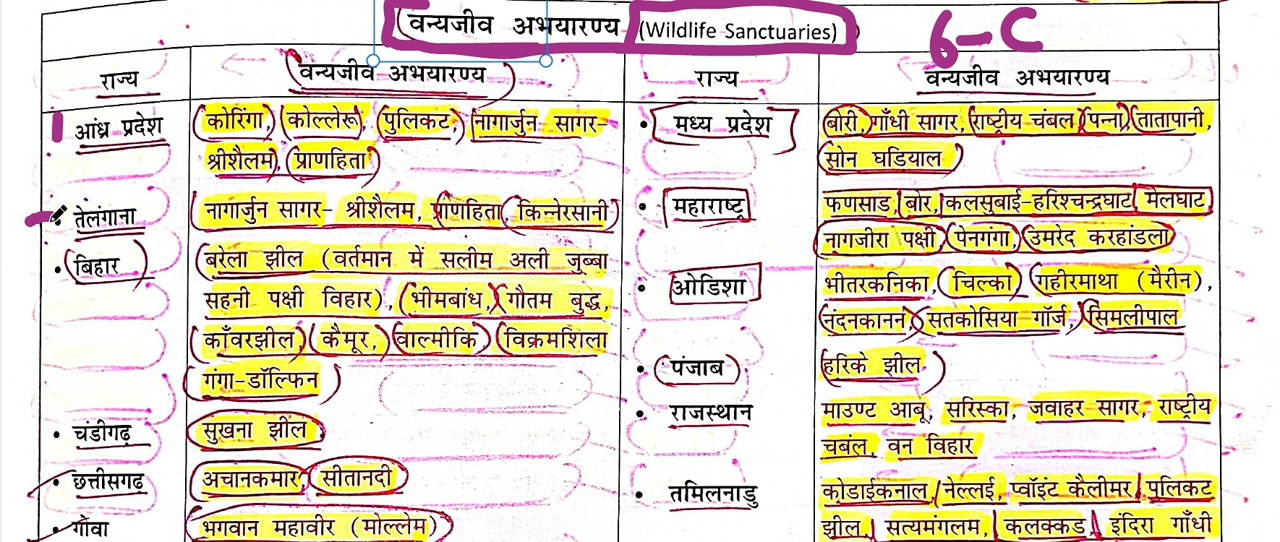 वन्यजीव अभयारण्य (Wildlife Sanctuaries)
6-C
राज्य
वन्यजीव अभयारण्य
आंध्र प्रदेश
कोरिंगा, कोल्लेरू, पुलिकट, नागार्जुन सागर-
श्रीशैलम, प्राणहिता
तेलंगाना
नागार्जुन सागर- श्रीशैलम, प्राणहिता, किन्नेरसानी
• बिहार
बरेला झील (वर्तमान में सलीम अली जुब्बा
सहनी पक्षी विहार), भीमबांध, गौतम बुद्ध,
काँवरझील, कैमूर, वाल्मीकि, विक्रमशिला
गंगा-डॉल्फिन
• चंडीगढ़
सुखना झील
• छत्तीसगढ़
अचानकमार, सीतानदी
• गोवा
भगवान महावीर (मोल्लेम)
राज्य
वन्यजीव अभयारण्य
• मध्य प्रदेश
बोरी, गाँधी सागर, राष्ट्रीय चंबल, पन्ना, तातापानी,
सोन घडियाल
• महाराष्ट्र
फणसाड, बोर, कलसुबाई-हरिश्चन्द्रघाट, मेलघाट
नागजीरा पक्षी, पेनगंगा, उमरेद करहांडला
• ओडिशा
भीतरकनिका, चिल्का, गहीरमाथा (मैरीन),
नंदनकानन, सतकोसिया गॉर्ज, सिमलीपाल
• पंजाब
हरिके झील
• राजस्थान
माउण्ट आबू, सरिस्का, जवाहर सागर, राष्ट्रीय
चबंल, वन विहार
• तमिलनाडु
कोडाईकनाल, नेल्लई, प्वॉइंट कैलीमर, पुलिकट
झील, सत्यमंगलम, कलक्कड, इंदिरा गाँधी